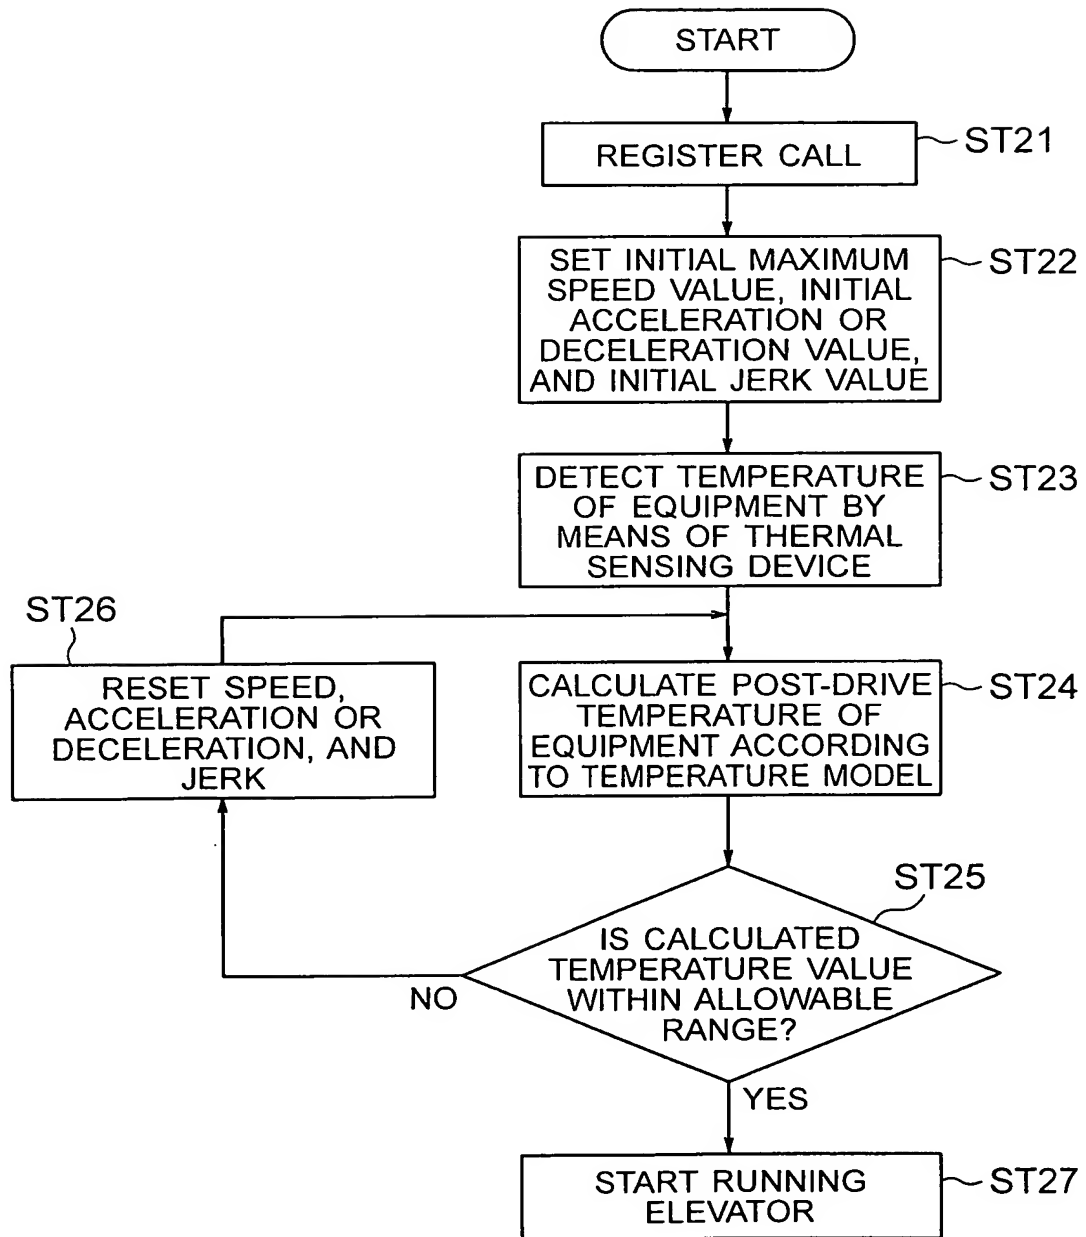 START
REGISTER CALL
ST21
SET INITIAL MAXIMUM
SPEED VALUE, INITIAL
ACCELERATION OR
DECELERATION VALUE,
AND INITIAL JERK VALUE
ST22
DETECT TEMPERATURE
OF EQUIPMENT BY
MEANS OF THERMAL
SENSING DEVICE
ST23
ST26
RESET SPEED,
ACCELERATION OR
DECELERATION, AND
JERK
CALCULATE POST-DRIVE
TEMPERATURE OF
EQUIPMENT ACCORDING
TO TEMPERATURE MODEL
ST24
ST25
IS CALCULATED
TEMPERATURE VALUE
WITHIN ALLOWABLE
RANGE?
NO
YES
START RUNNING
ELEVATOR
ST27